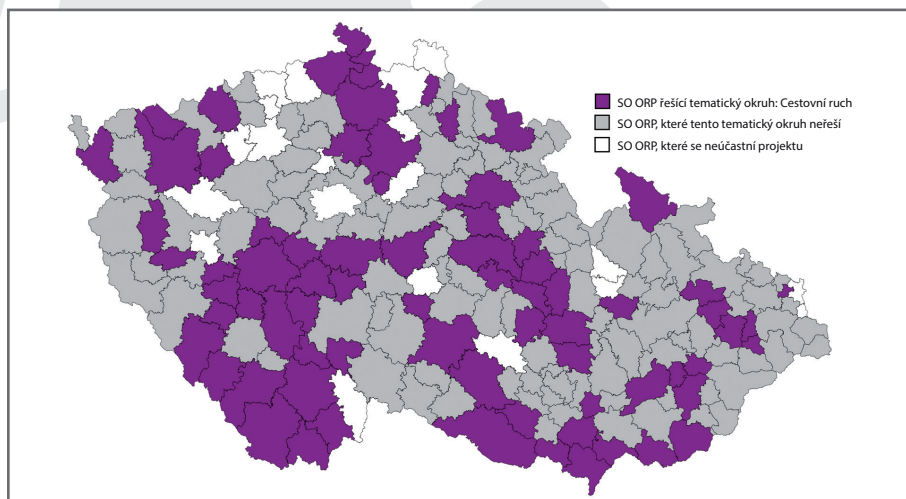 SO ORP řešící tematický okruh: Cestovní ruch
SO ORP, které tento tematický okruh neřeší
SO ORP, které se neúčastní projektu